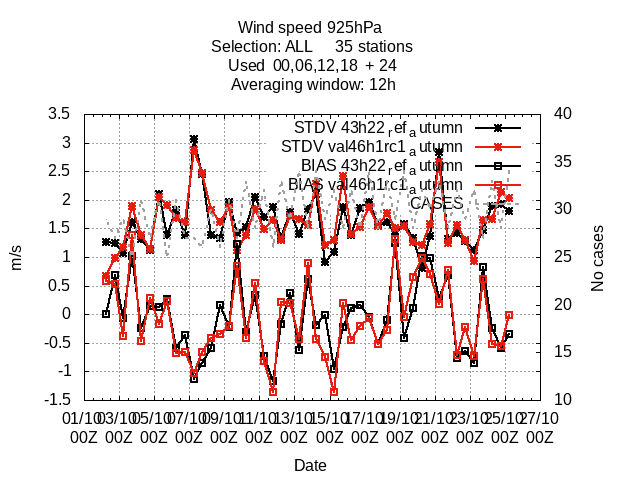 Wind speed 925hPa
Selection: ALL 35 stations
Used 00,06,12,18 + 24
Averaging window: 12h
STDV 43h22refautumn
STDV val46h1rc1autumn
BIAS 43h22refautumn
BIAS val46h1rc1autumn
CASES
3.5
3
2.5
2
1.5
1
0.5
0
-0.5
-1
-1.5
m/s
40
35
30
25
20
15
10
No cases
01/10 03/10 05/10 07/10 09/10 11/10 13/10 15/10 17/10 19/10 21/10 23/10 25/10 27/10
00Z 00Z 00Z 00Z 00Z 00Z 00Z 00Z 00Z 00Z 00Z 00Z 00Z 00Z
Date